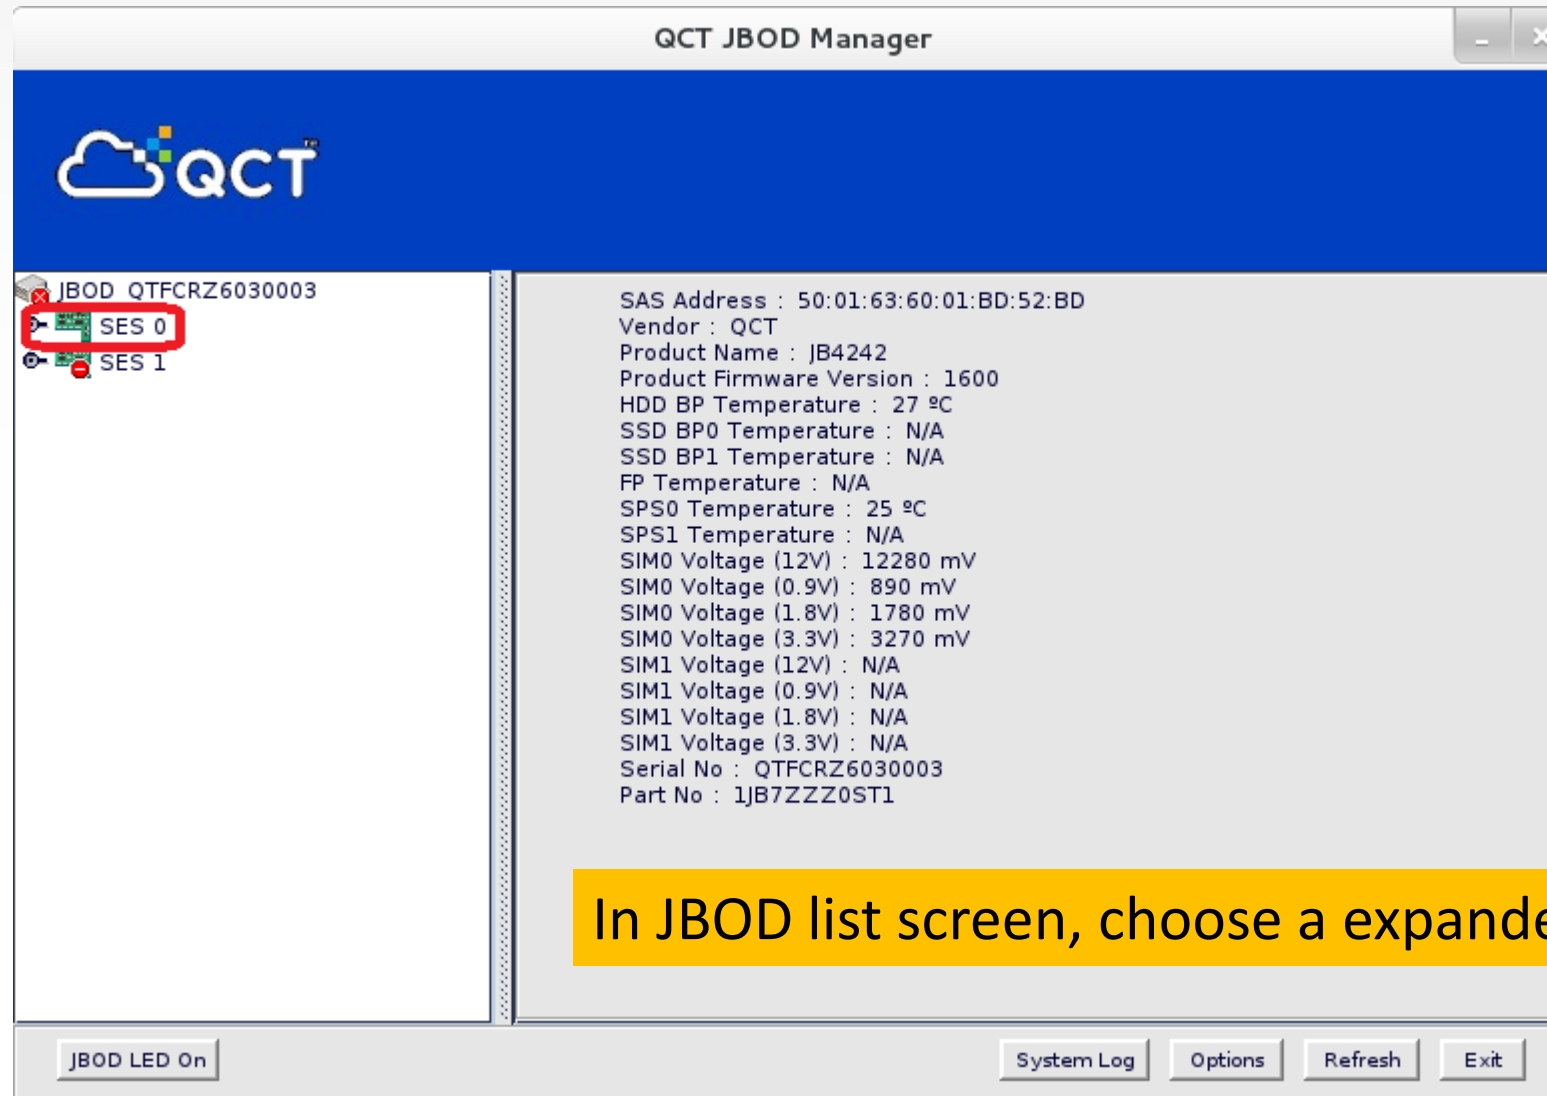 QCT JBOD Manager
QCT™
JBOD QTFCRZ6030003
SES 0
SES 1
SAS Address : 50:01:63:60:01:BD:52:BD
Vendor : QCT
Product Name : JB4242
Product Firmware Version : 1600
HDD BP Temperature : 27 ºC
SSD BP0 Temperature : N/A
SSD BP1 Temperature : N/A
FP Temperature : N/A
SPS0 Temperature : 25 ºC
SPS1 Temperature : N/A
SIM0 Voltage (12V) : 12280 mV
SIM0 Voltage (0.9V) : 890 mV
SIM0 Voltage (1.8V) : 1780 mV
SIM0 Voltage (3.3V) : 3270 mV
SIM1 Voltage (12V) : N/A
SIM1 Voltage (0.9V) : N/A
SIM1 Voltage (1.8V) : N/A
SIM1 Voltage (3.3V) : N/A
Serial No : QTFCRZ6030003
Part No : 1JB7ZZZ0ST1
In JBOD list screen, choose a expande
JBOD LED On
System Log
Options
Refresh
Exit